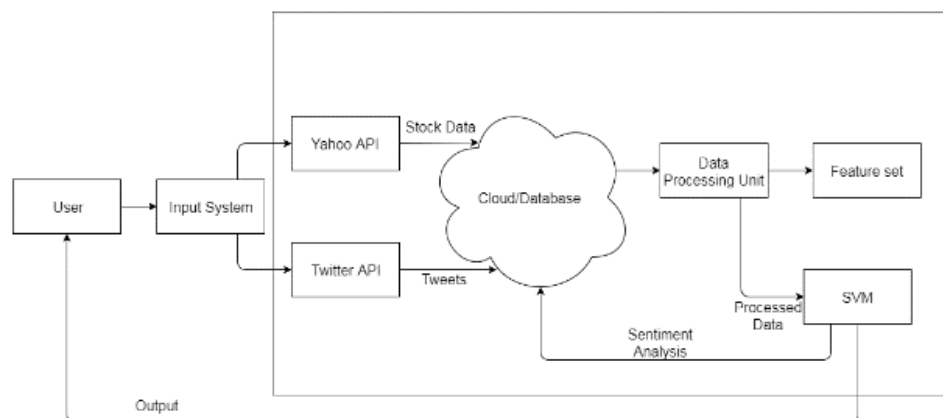 User
Input System
Yahoo API
Stock Data
Twitter API
Tweets
Cloud/Database
Data
Processing Unit
Feature set
Processed
Data
SVM
Sentiment
Analysis
Output